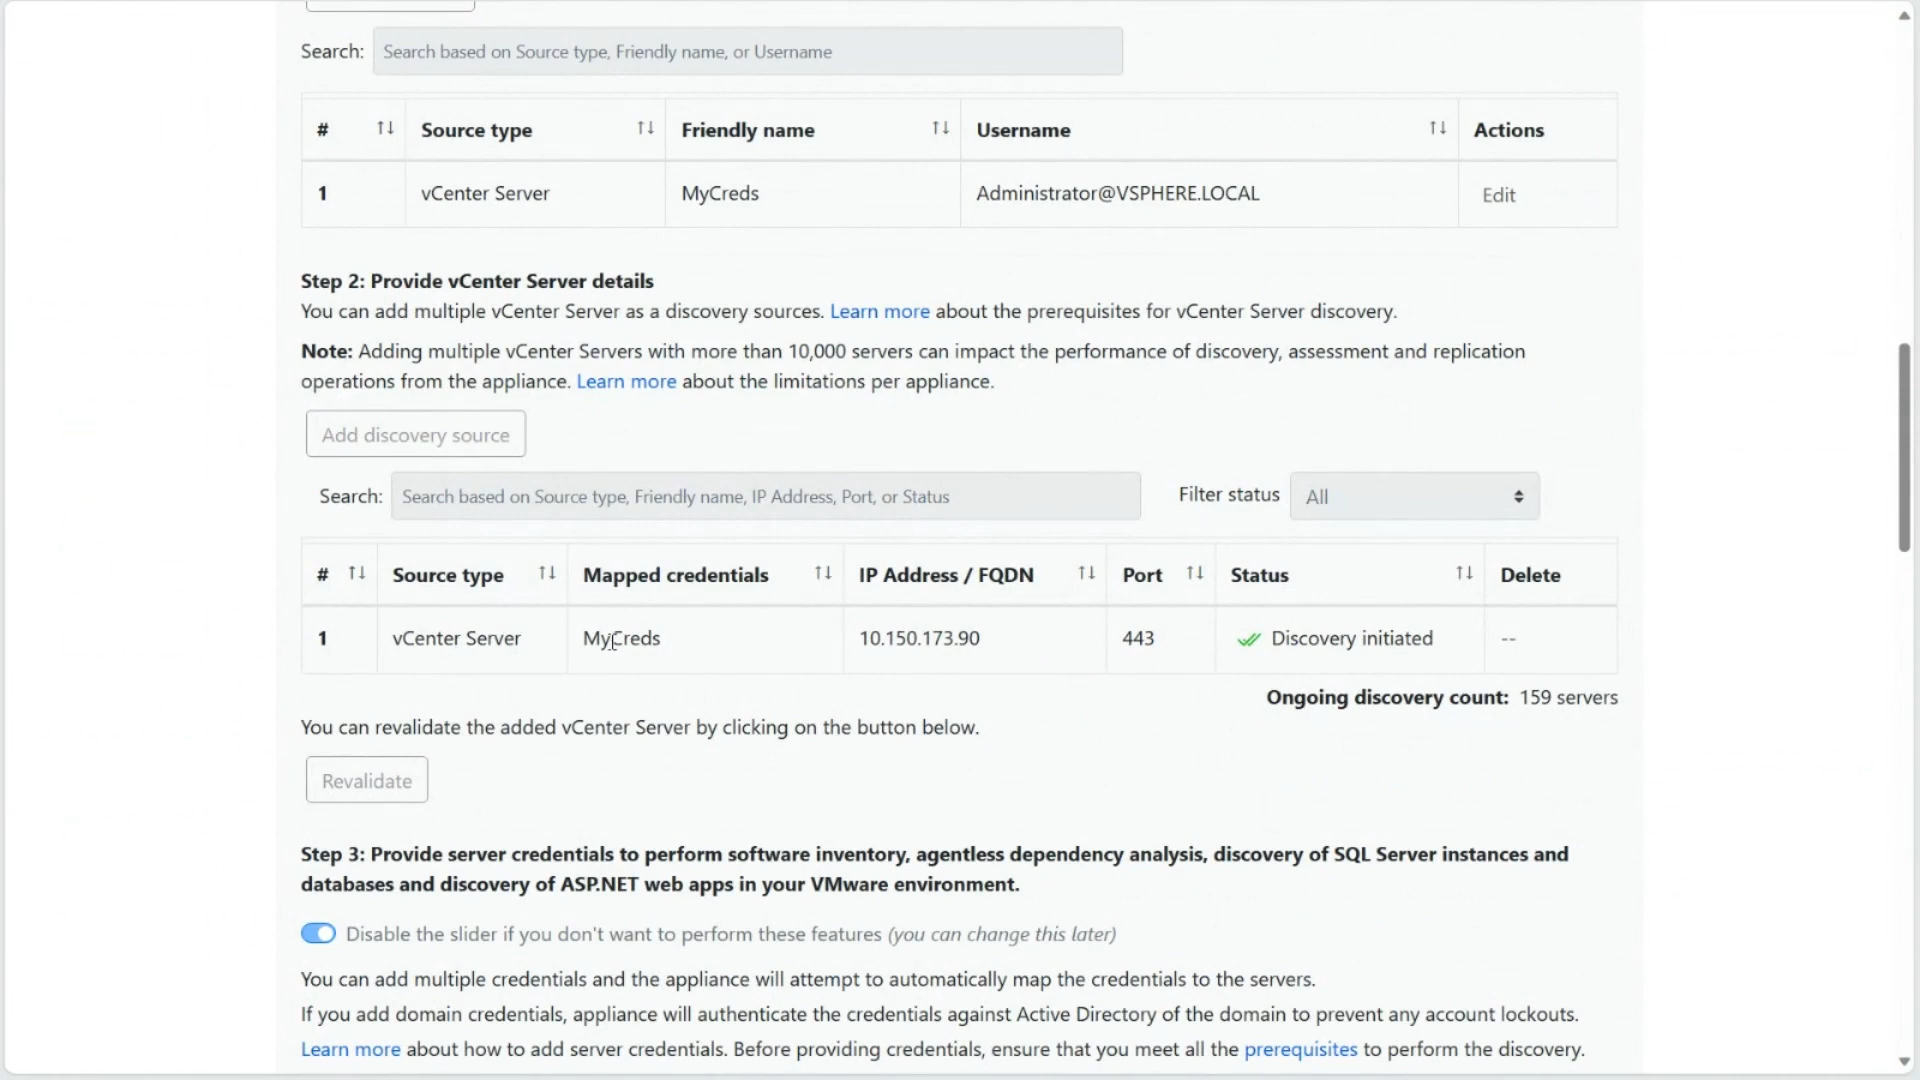 Search: Search based on Source type, Friendly name, or Username
# Source type Friendly name Username Actions
1 vCenter Server MyCreds Administrator@VSPHERE.LOCAL Edit
Step 2: Provide vCenter Server details
You can add multiple vCenter Server as a discovery sources. Learn more about the prerequisites for vCenter Server discovery.
Note: Adding multiple vCenter Servers with more than 10,000 servers can impact the performance of discovery, assessment and replication
operations from the appliance. Learn more about the limitations per appliance.
Add discovery source
Search: Search based on Source type, Friendly name, IP Address, Port, or Status Filter status All
# Source type Mapped credentials IP Address / FQDN Port Status Delete
1 vCenter Server MyCreds 10.150.173.90 443 Discovery initiated --
Ongoing discovery count: 159 servers
You can revalidate the added vCenter Server by clicking on the button below.
Revalidate
Step 3: Provide server credentials to perform software inventory, agentless dependency analysis, discovery of SQL Server instances and
databases and discovery of ASP.NET web apps in your VMware environment.
Disable the slider if you don't want to perform these features (you can change this later)
You can add multiple credentials and the appliance will attempt to automatically map the credentials to the servers.
If you add domain credentials, appliance will authenticate the credentials against Active Directory of the domain to prevent any account lockouts.
Learn more about how to add server credentials. Before providing credentials, ensure that you meet all the prerequisites to perform the discovery.